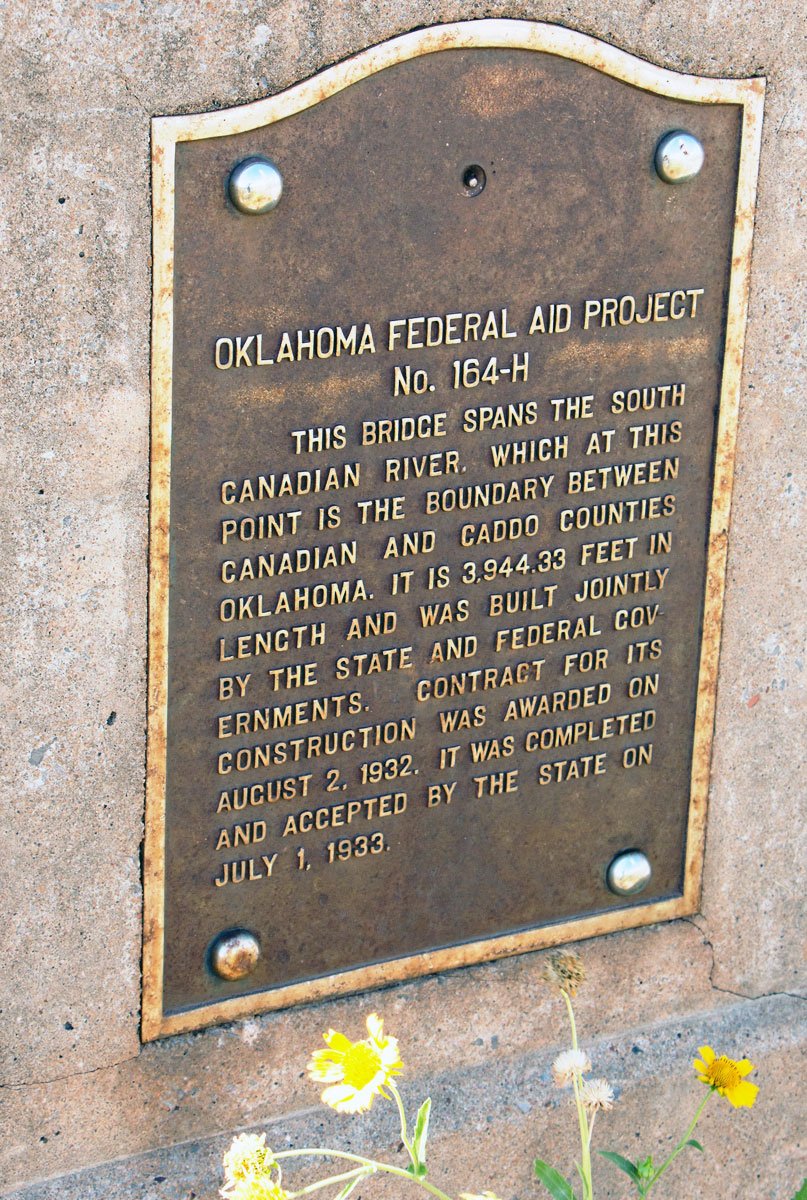 OKLAHOMA FEDERAL AID PROJECT
No. 164-H
THIS BRIDGE SPANS THE SOUTH
CANADIAN RIVER, WHICH AT THIS
POINT IS THE BOUNDARY BETWEEN
CANADIAN AND CADDO COUNTIES
OKLAHOMA. IT IS 3,944.33 FEET IN
LENGTH AND WAS BUILT JOINTLY
BY THE STATE AND FEDERAL GOV-
ERNMENTS. CONTRACT FOR ITS
CONSTRUCTION WAS AWARDED ON
AUGUST 2, 1932. IT WAS COMPLETED
AND ACCEPTED BY THE STATE ON
JULY 1, 1933.